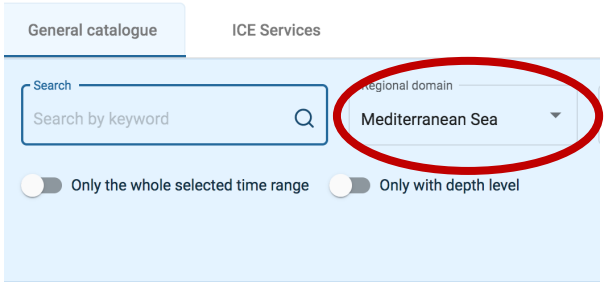 General catalogue
ICE Services
Search
Regional domain
Search by keyword
Mediterranean Sea
Only the whole selected time range
Only with depth level